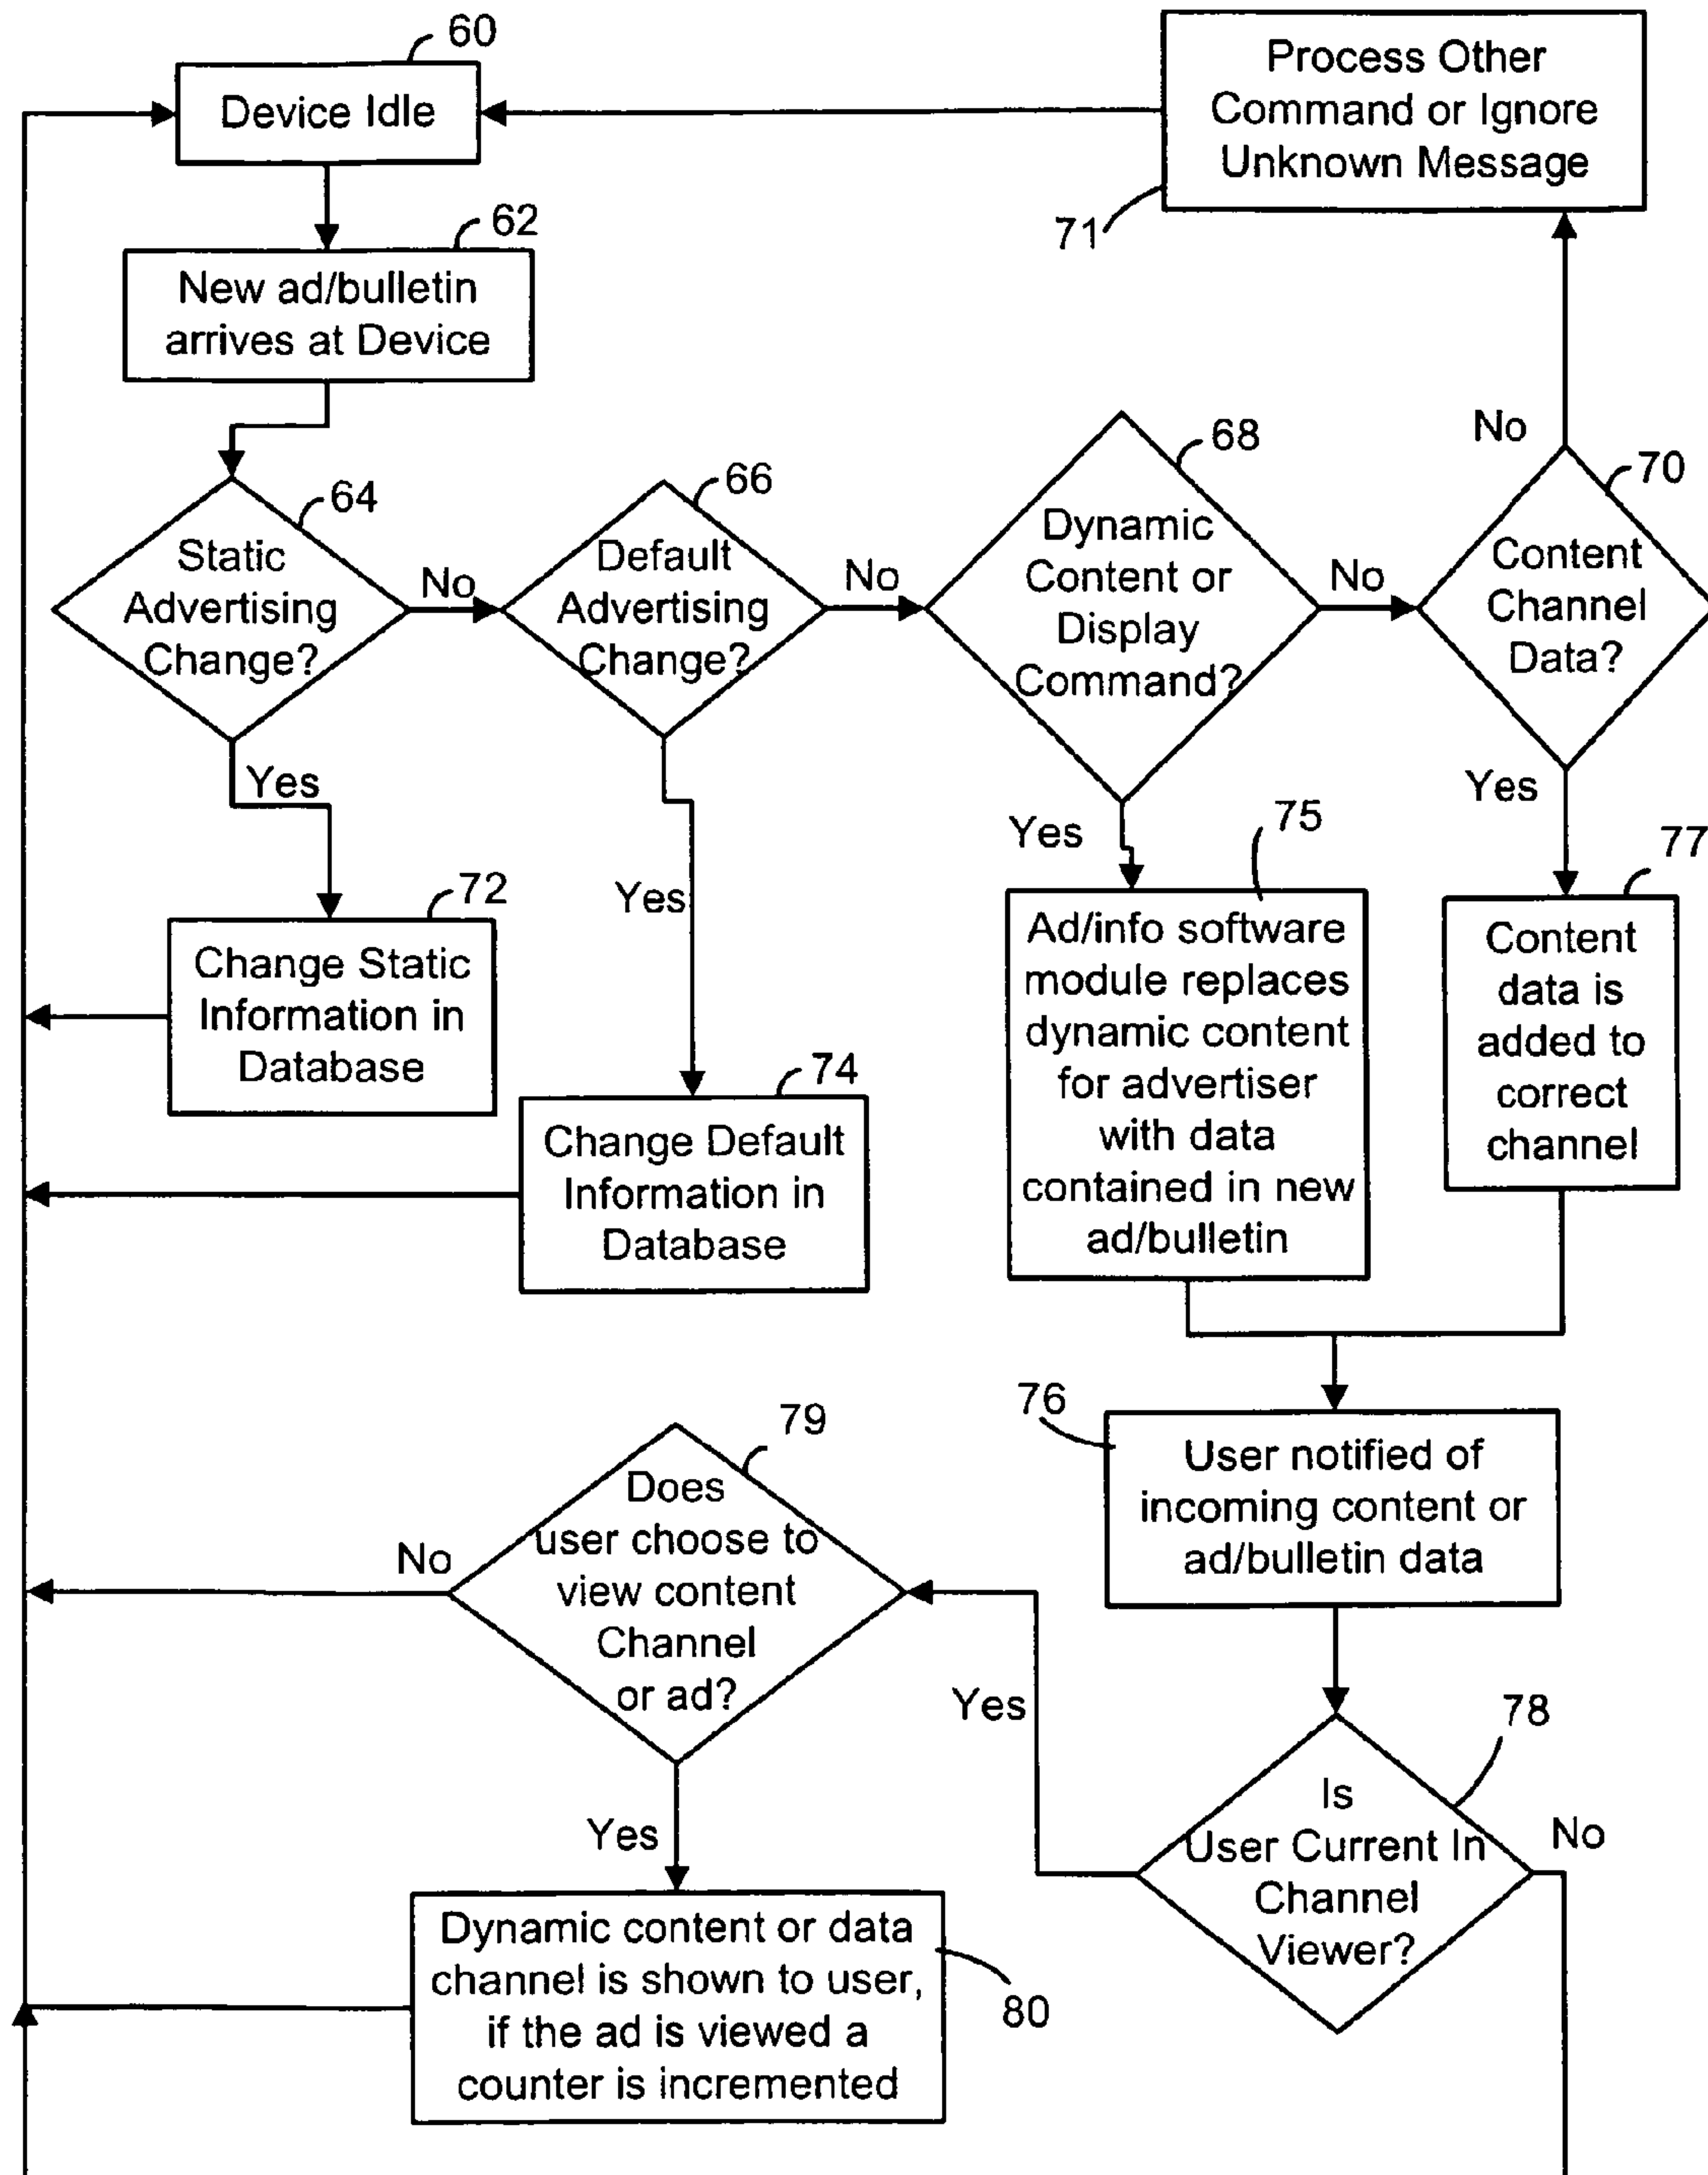 60
Device Idle
Process Other
Command or Ignore
Unknown Message
71
62
New ad/bulletin
arrives at Device
64
Static
Advertising
Change?
No
66
Default
Advertising
Change?
No
68
Dynamic
Content or
Display
Command?
No
70
Content
Channel
Data?
No
Yes
72
Change Static
Information in
Database
Yes
74
Change Default
Information in
Database
Yes
75
Ad/info software
module replaces
dynamic content
for advertiser
with data
contained in new
ad/bulletin
Yes
77
Content
data is
added to
correct
channel
76
User notified of
incoming content or
ad/bulletin data
78
Is
User Current In
Channel
Viewer?
No
Yes
79
Does
user choose to
view content
Channel
or ad?
No
Yes
80
Dynamic content or data
channel is shown to user,
if the ad is viewed a
counter is incremented